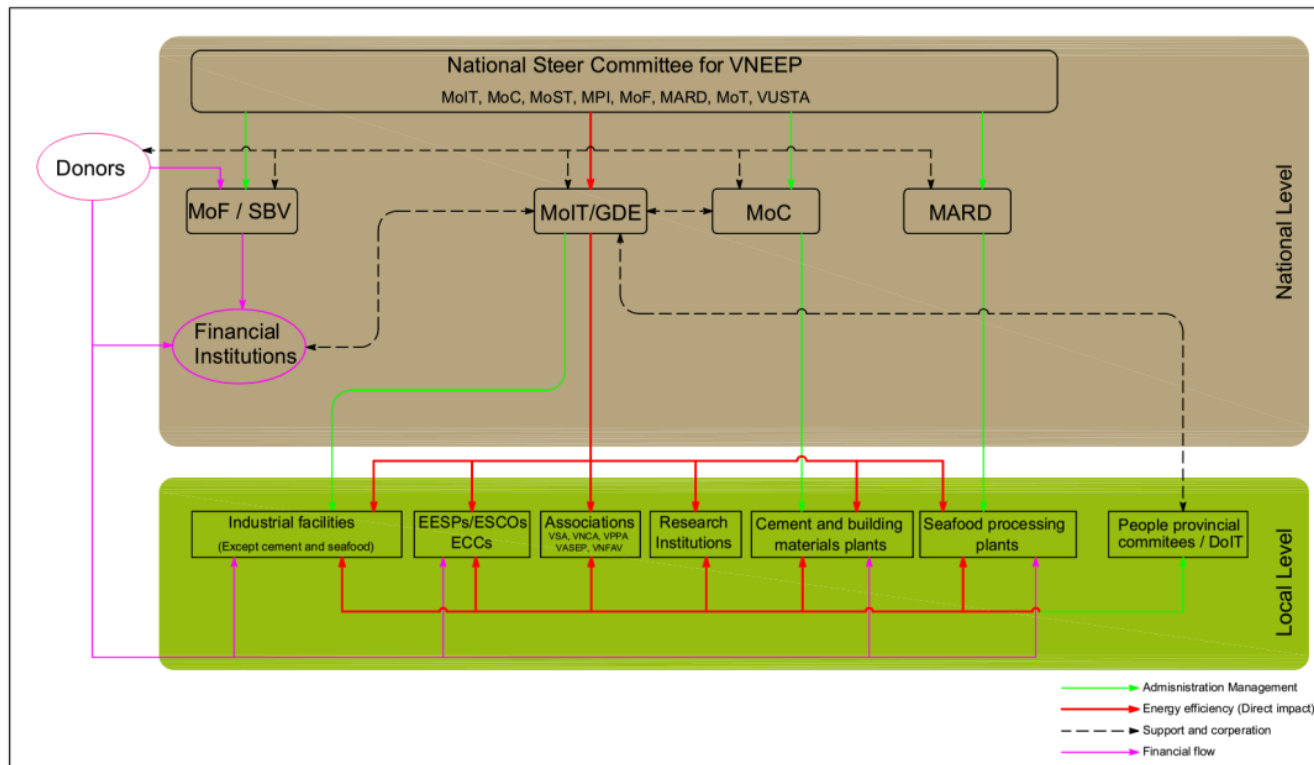 National Steer Committee for VNEEP
MoIT, MoC, MoST, MPI, MoF, MARD, MoT, VUSTA
Donors
MoF / SBV
MoIT/GDE
MoC
MARD
National Level
Financial
Institutions
Industrial facilities
(Except cement and seafood)
EESPs/ESCOs
ECCs
Associations
VSA, VNCA, VPPA
VASEP, VNFAV
Research
Institutions
Cement and building
materials plants
Seafood processing
plants
People provincial
commitees / DoIT
Local Level
Admisnistration Management
Energy efficiency (Direct impact)
Support and corperation
Financial flow